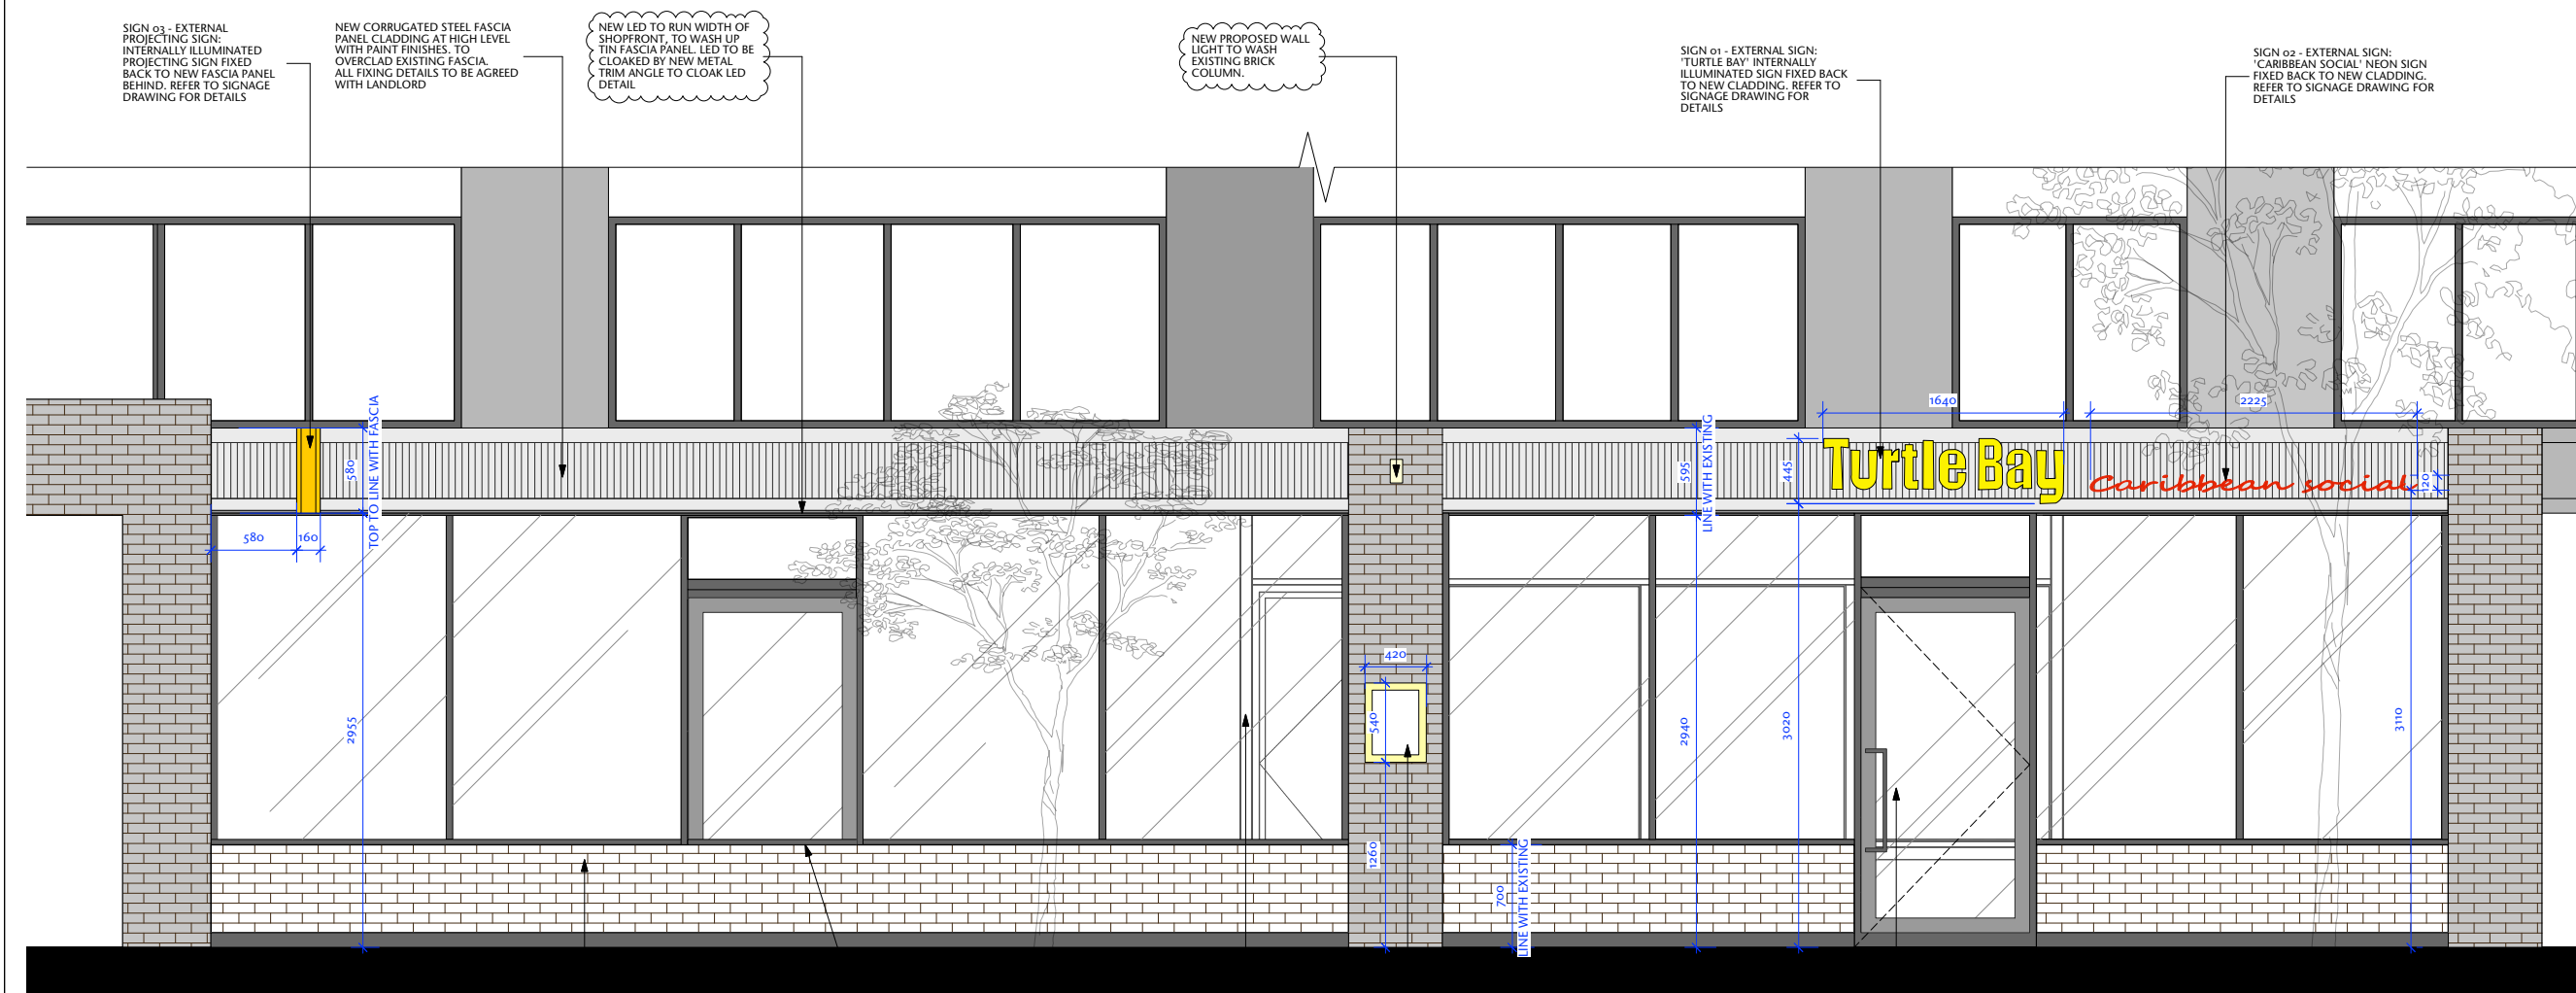 SIGN 03 - EXTERNAL
PROJECTING SIGN:
INTERNALLY ILLUMINATED
PROJECTING SIGN FIXED
BACK TO NEW FASCIA PANEL
BEHIND. REFER TO SIGNAGE
DRAWING FOR DETAILS
NEW CORRUGATED STEEL FASCIA
PANEL CLADDING AT HIGH LEVEL
WITH PAINT FINISHES. TO
OVERCLAD EXISTING FASCIA.
ALL FIXING DETAILS TO BE AGREED
WITH LANDLORD
NEW LED TO RUN WIDTH OF
SHOPFRONT, TO WASH UP
TIN FASCIA PANEL. LED TO BE
CLOAKED BY NEW METAL
TRIM ANGLE TO CLOAK LED
DETAIL
NEW PROPOSED WALL
LIGHT TO WASH
EXISTING BRICK
COLUMN.
SIGN 01 - EXTERNAL SIGN:
'TURTLE BAY' INTERNALLY
ILLUMINATED SIGN FIXED BACK
TO NEW CLADDING. REFER TO
SIGNAGE DRAWING FOR
DETAILS
SIGN 02 - EXTERNAL SIGN:
'CARIBBEAN SOCIAL' NEON SIGN
FIXED BACK TO NEW CLADDING.
REFER TO SIGNAGE DRAWING FOR
DETAILS
1640
2225
580
TOP TO LINE WITH FASCIA
595
LINE WITH EXISTING
445
Turtle Bay
Caribbean social
120
580
160
420
540
2955
2940
3020
3110
1260
700
LINE WITH EXISTING